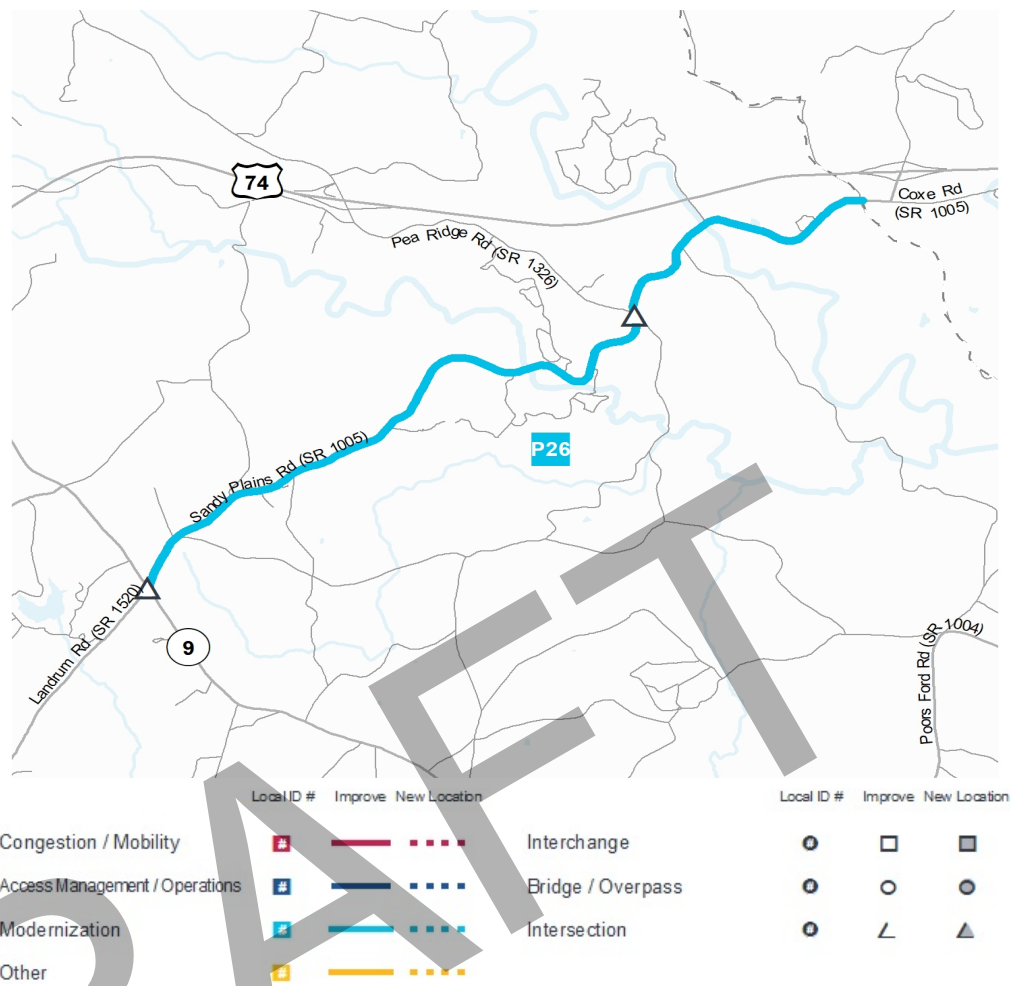 74
Coxe Rd
(SR 1005)
Pea Ridge Rd (SR 1326)
P26
Sandy Plains Rd (SR 1005)
Landrum Rd (SR 1520)
9
Poors Ford Rd (SR 1004)
DRAFT
Local ID # Improve New Location
Congestion / Mobility #
Access Management / Operations #
Modernization #
Other #
Local ID # Improve New Location
Interchange #
Bridge / Overpass #
Intersection #